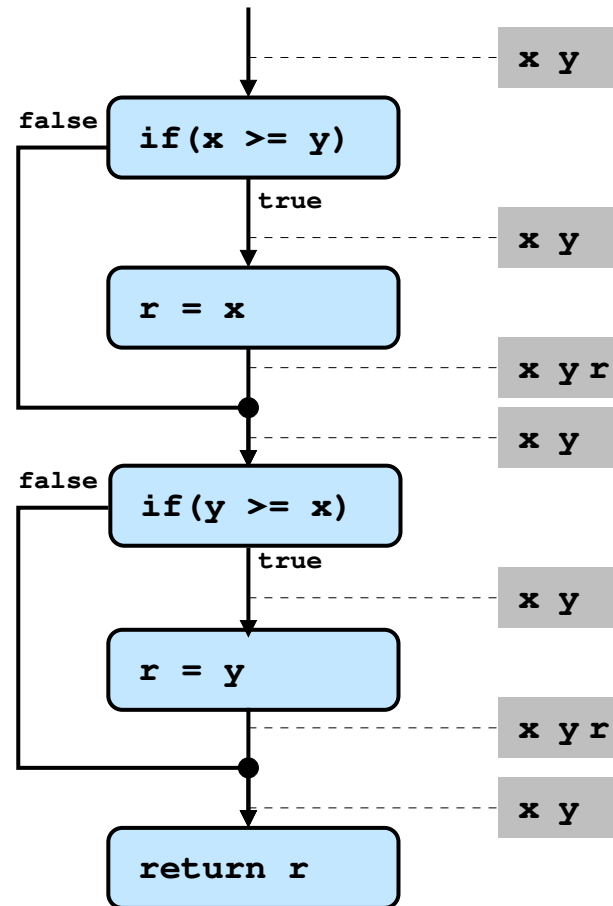 x y
false
if(x >= y)
true
x y
r = x
x y r
x y
false
if(y >= x)
true
x y
r = y
x y r
x y
return r